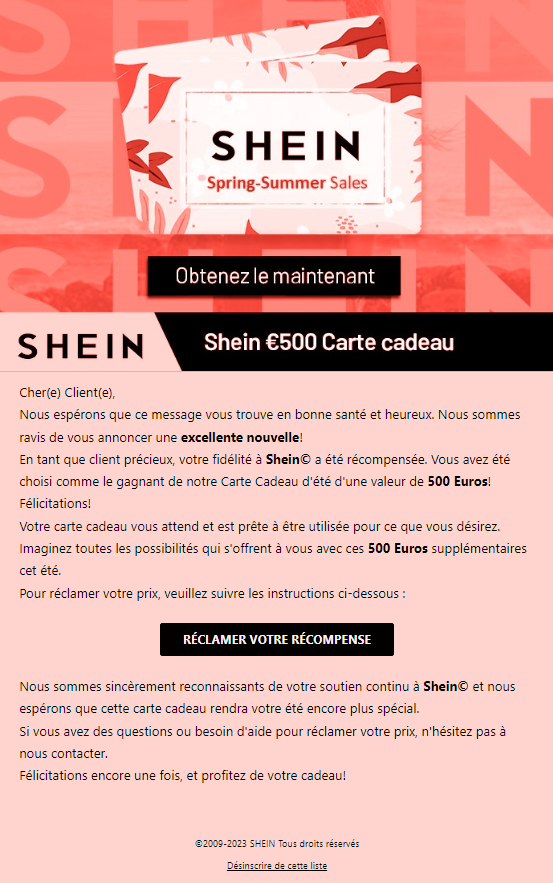 SHEIN
SHEIN
Spring-Summer Sales
Obtenez le maintenant
SHEIN
Shein €500 Carte cadeau
Cher(e) Client(e),
Nous espérons que ce message vous trouve en bonne santé et heureux. Nous sommes
ravis de vous annoncer une excellente nouvelle!
En tant que client précieux, votre fidélité à Shein© a été récompensée. Vous avez été
choisi comme le gagnant de notre Carte Cadeau d'été d'une valeur de 500 Euros!
Félicitations!
Votre carte cadeau vous attend et est prête à être utilisée pour ce que vous désirez.
Imaginez toutes les possibilités qui s'offrent à vous avec ces 500 Euros supplémentaires
cet été.
Pour réclamer votre prix, veuillez suivre les instructions ci-dessous :
RÉCLAMER VOTRE RÉCOMPENSE
Nous sommes sincèrement reconnaissants de votre soutien continu à Shein© et nous
espérons que cette carte cadeau rendra votre été encore plus spécial.
Si vous avez des questions ou besoin d'aide pour réclamer votre prix, n'hésitez pas à
nous contacter.
Félicitations encore une fois, et profitez de votre cadeau!
©2009-2023 SHEIN Tous droits réservés
Désinscrire de cette liste